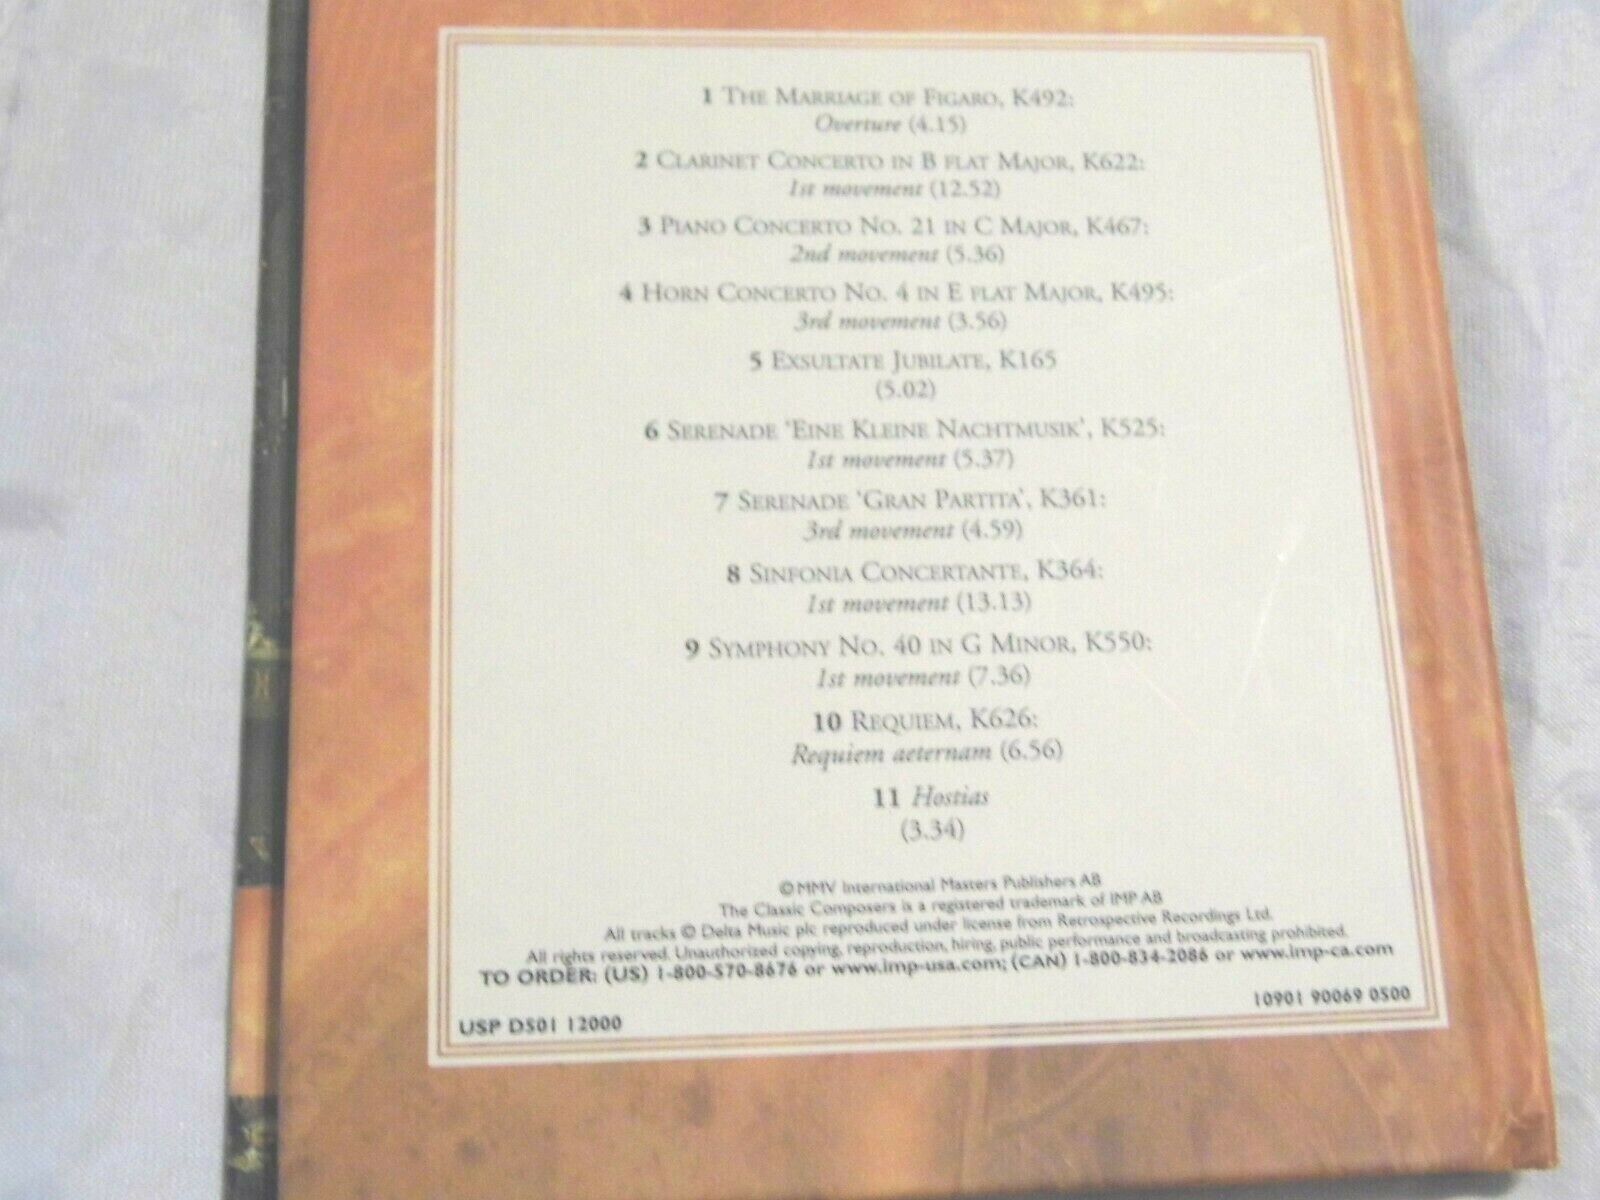 1 THE MARRIAGE OF FIGARO, K492:
Overture (4.15)
2 CLARINET CONCERTO IN B FLAT MAJOR, K622:
1st movement (12.52)
3 PIANO CONCERTO NO. 21 IN C MAJOR, K467:
2nd movement (5.36)
4 HORN CONCERTO NO. 4 IN E FLAT MAJOR, K495:
3rd movement (3.56)
5 EXSULTATE JUBILATE, K165
(5.02)
6 SERENADE 'EINE KLEINE NACHTMUSIK', K525:
1st movement (5.37)
7 SERENADE 'GRAN PARTITA', K361:
3rd movement (4.59)
8 SINFONIA CONCERTANTE, K364:
1st movement (13.13)
9 SYMPHONY NO. 40 IN G MINOR, K550:
1st movement (7.36)
10 REQUIEM, K626:
Requiem aeternam (6.56)
11 Hostias
(3.34)
© MMV International Masters Publishers AB
The Classic Composers is a registered trademark of IMP AB
All tracks © Delta Music plc reproduced under license from Retrospective Recordings Ltd.
All rights reserved. Unauthorized copying, reproduction, hiring, public performance and broadcasting prohibited.
TO ORDER: (US) 1-800-570-8676 or www.imp-usa.com; (CAN) 1-800-834-2086 or www.imp-ca.com
10901 90069 0500
USP D501 12000